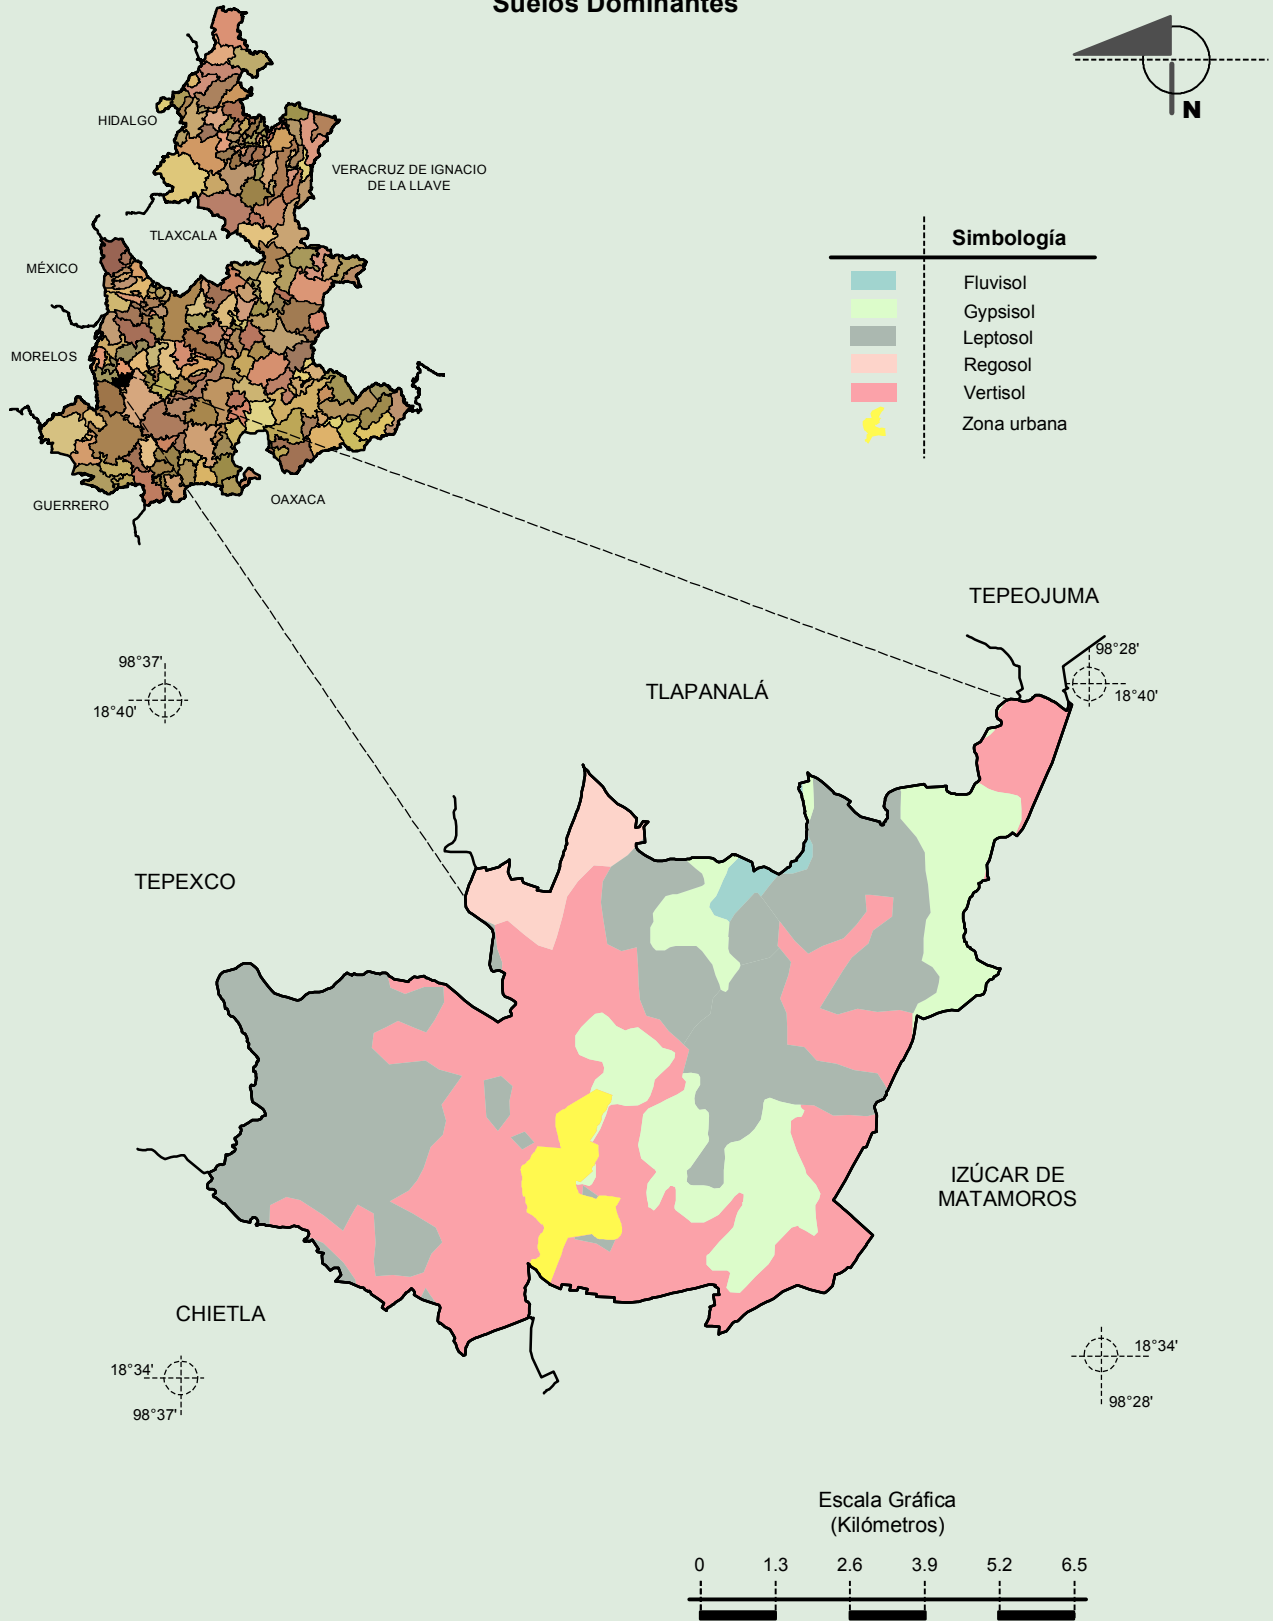 Suelos Dominantes
N
HIDALGO
VERACRUZ DE IGNACIO
DE LA LLAVE
TLAXCALA
MÉXICO
MORELOS
GUERRERO
OAXACA
Simbología
Fluvisol
Gypsisol
Leptosol
Regosol
Vertisol
Zona urbana
TEPEOJUMA
98°37'
18°40'
98°28'
18°40'
TLAPANALÁ
TEPEXCO
IZÚCAR DE
MATAMOROS
CHIETLA
18°34'
98°37'
18°34'
98°28'
Escala Gráfica
(Kilómetros)
0 1.3 2.6 3.9 5.2 6.5